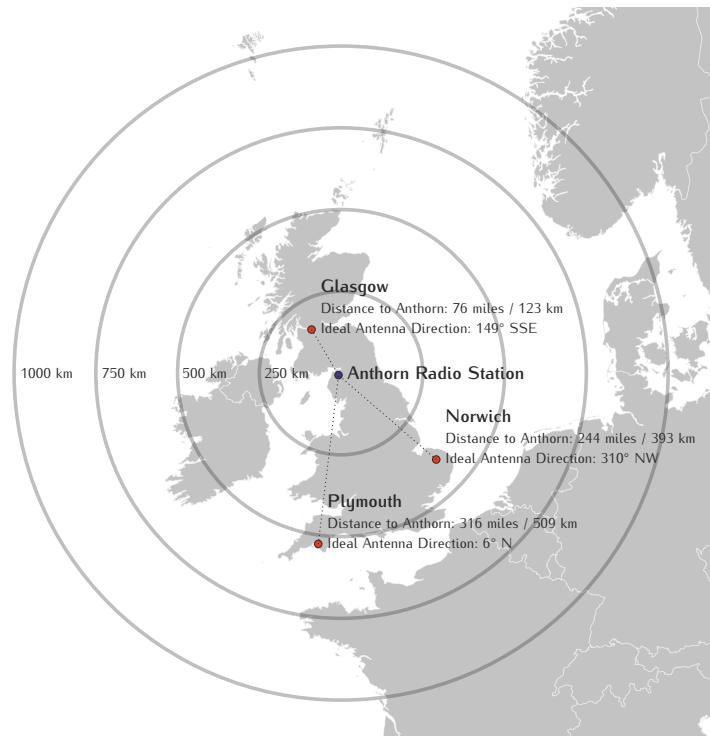 Glasgow
Distance to Anthorn: 76 miles / 123 km
Ideal Antenna Direction: 149° SSE
1000 km
750 km
500 km
250 km
Anthorn Radio Station
Norwich
Distance to Anthorn: 244 miles / 393 km
Ideal Antenna Direction: 310° NW
Plymouth
Distance to Anthorn: 316 miles / 509 km
Ideal Antenna Direction: 6° N